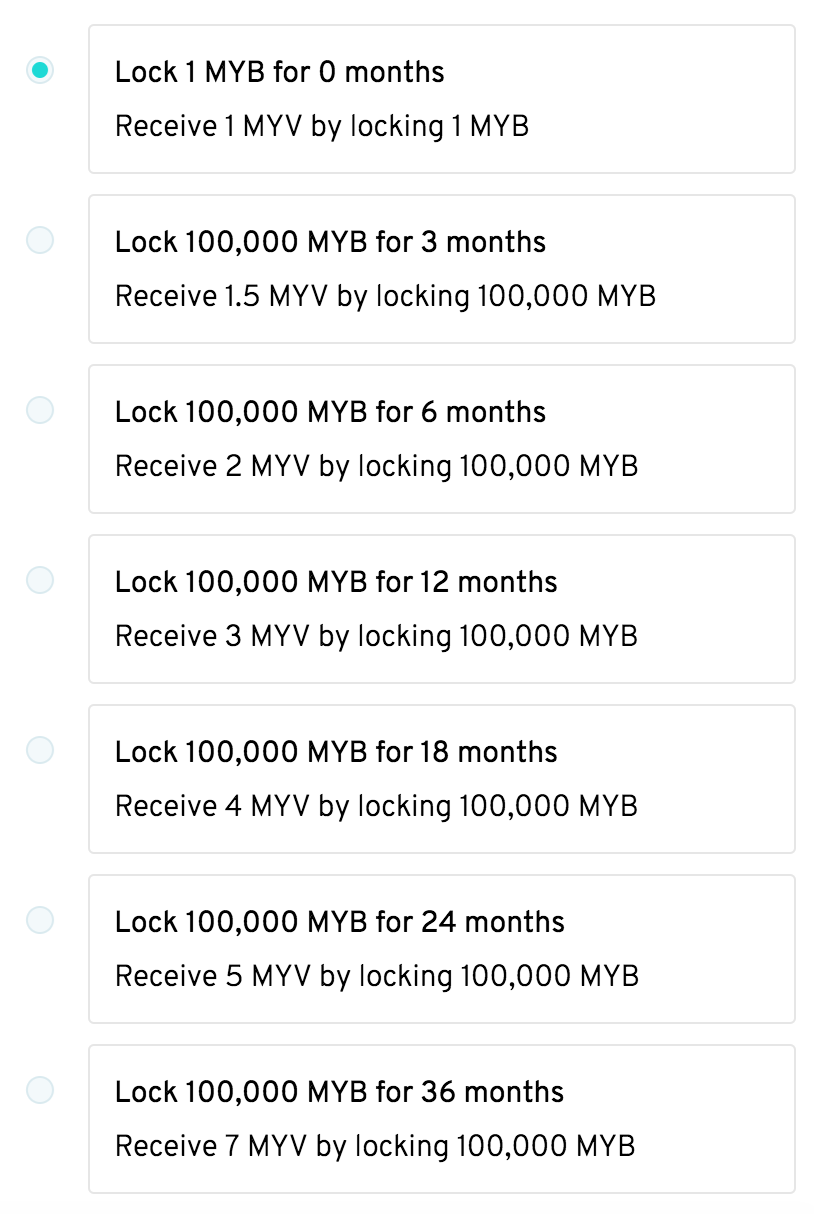 Lock 1 MYB for 0 months
Receive 1 MYV by locking 1 MYB
Lock 100,000 MYB for 3 months
Receive 1.5 MYV by locking 100,000 MYB
Lock 100,000 MYB for 6 months
Receive 2 MYV by locking 100,000 MYB
Lock 100,000 MYB for 12 months
Receive 3 MYV by locking 100,000 MYB
Lock 100,000 MYB for 18 months
Receive 4 MYV by locking 100,000 MYB
Lock 100,000 MYB for 24 months
Receive 5 MYV by locking 100,000 MYB
Lock 100,000 MYB for 36 months
Receive 7 MYV by locking 100,000 MYB